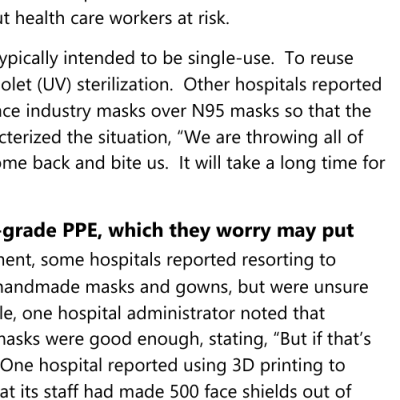 t health care workers at risk.
ypically intended to be single-use. To reuse
olet (UV) sterilization. Other hospitals reported
ce industry masks over N95 masks so that the
cterized the situation, “We are throwing all of
me back and bite us. It will take a long time for
-grade PPE, which they worry may put
ment, some hospitals reported resorting to
handmade masks and gowns, but were unsure
le, one hospital administrator noted that
masks were good enough, stating, “But if that’s
One hospital reported using 3D printing to
at its staff had made 500 face shields out of